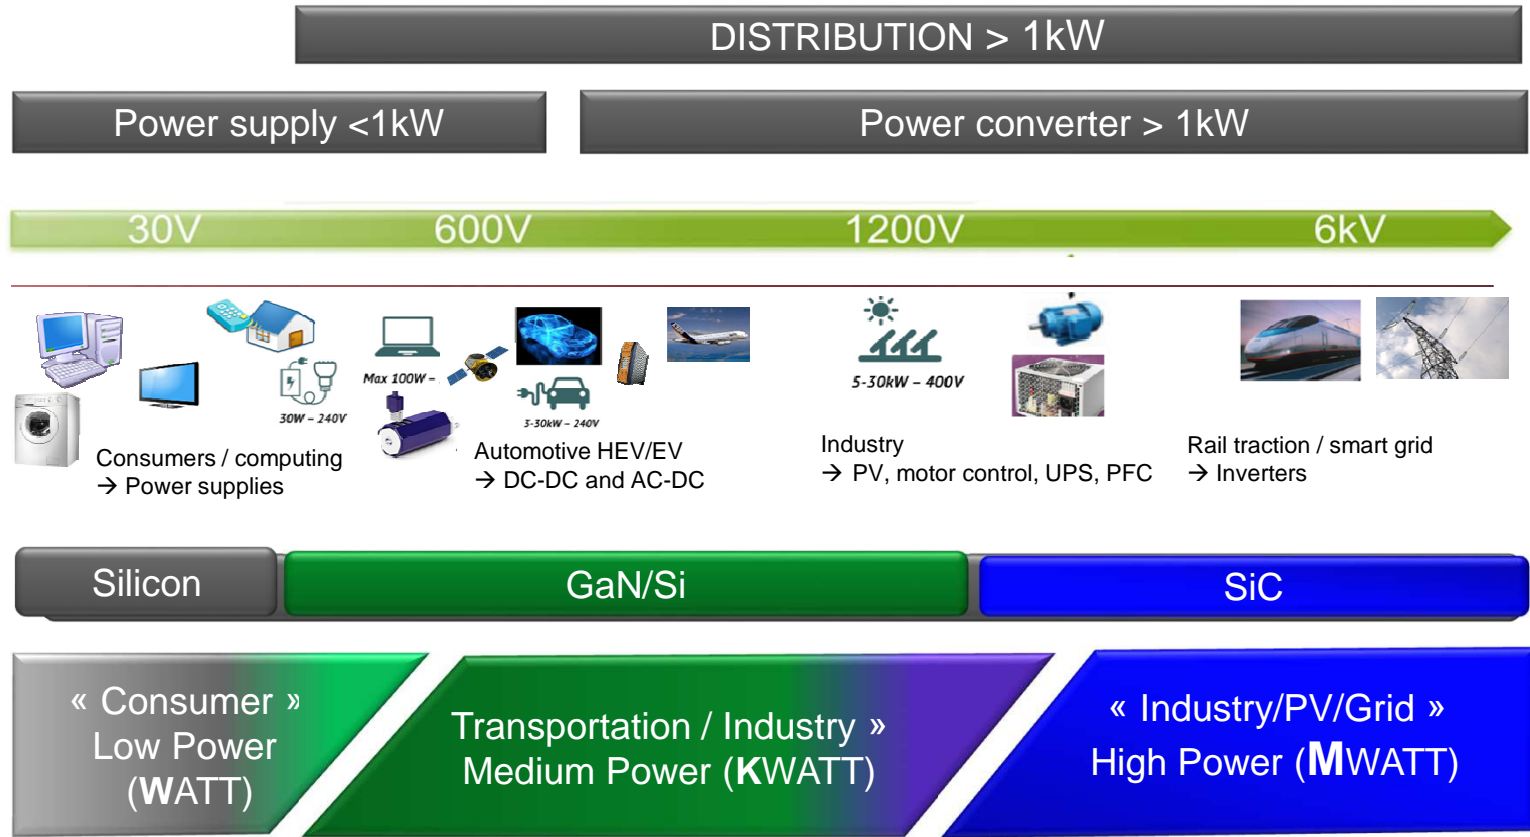 DISTRIBUTION > 1kW
Power supply <1kW
Power converter > 1kW
30V
600V
1200V
6kV
30W – 240V
Max 100W –
3-30kW – 240V
5-30kW – 400V
Consumers / computing
→ Power supplies
Automotive HEV/EV
→ DC-DC and AC-DC
Industry
→ PV, motor control, UPS, PFC
Rail traction / smart grid
→ Inverters
Silicon
GaN/Si
SiC
« Consumer »
Low Power
(WATT)
Transportation / Industry »
Medium Power (KWATT)
« Industry/PV/Grid »
High Power (MWATT)